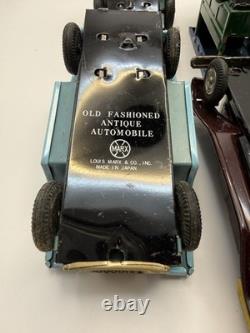 OLD FASHIONED
ANTIQUE
AUTOMOBILE
MARX
LOUIS MARX & CO., INC.
MADE IN JAPAN